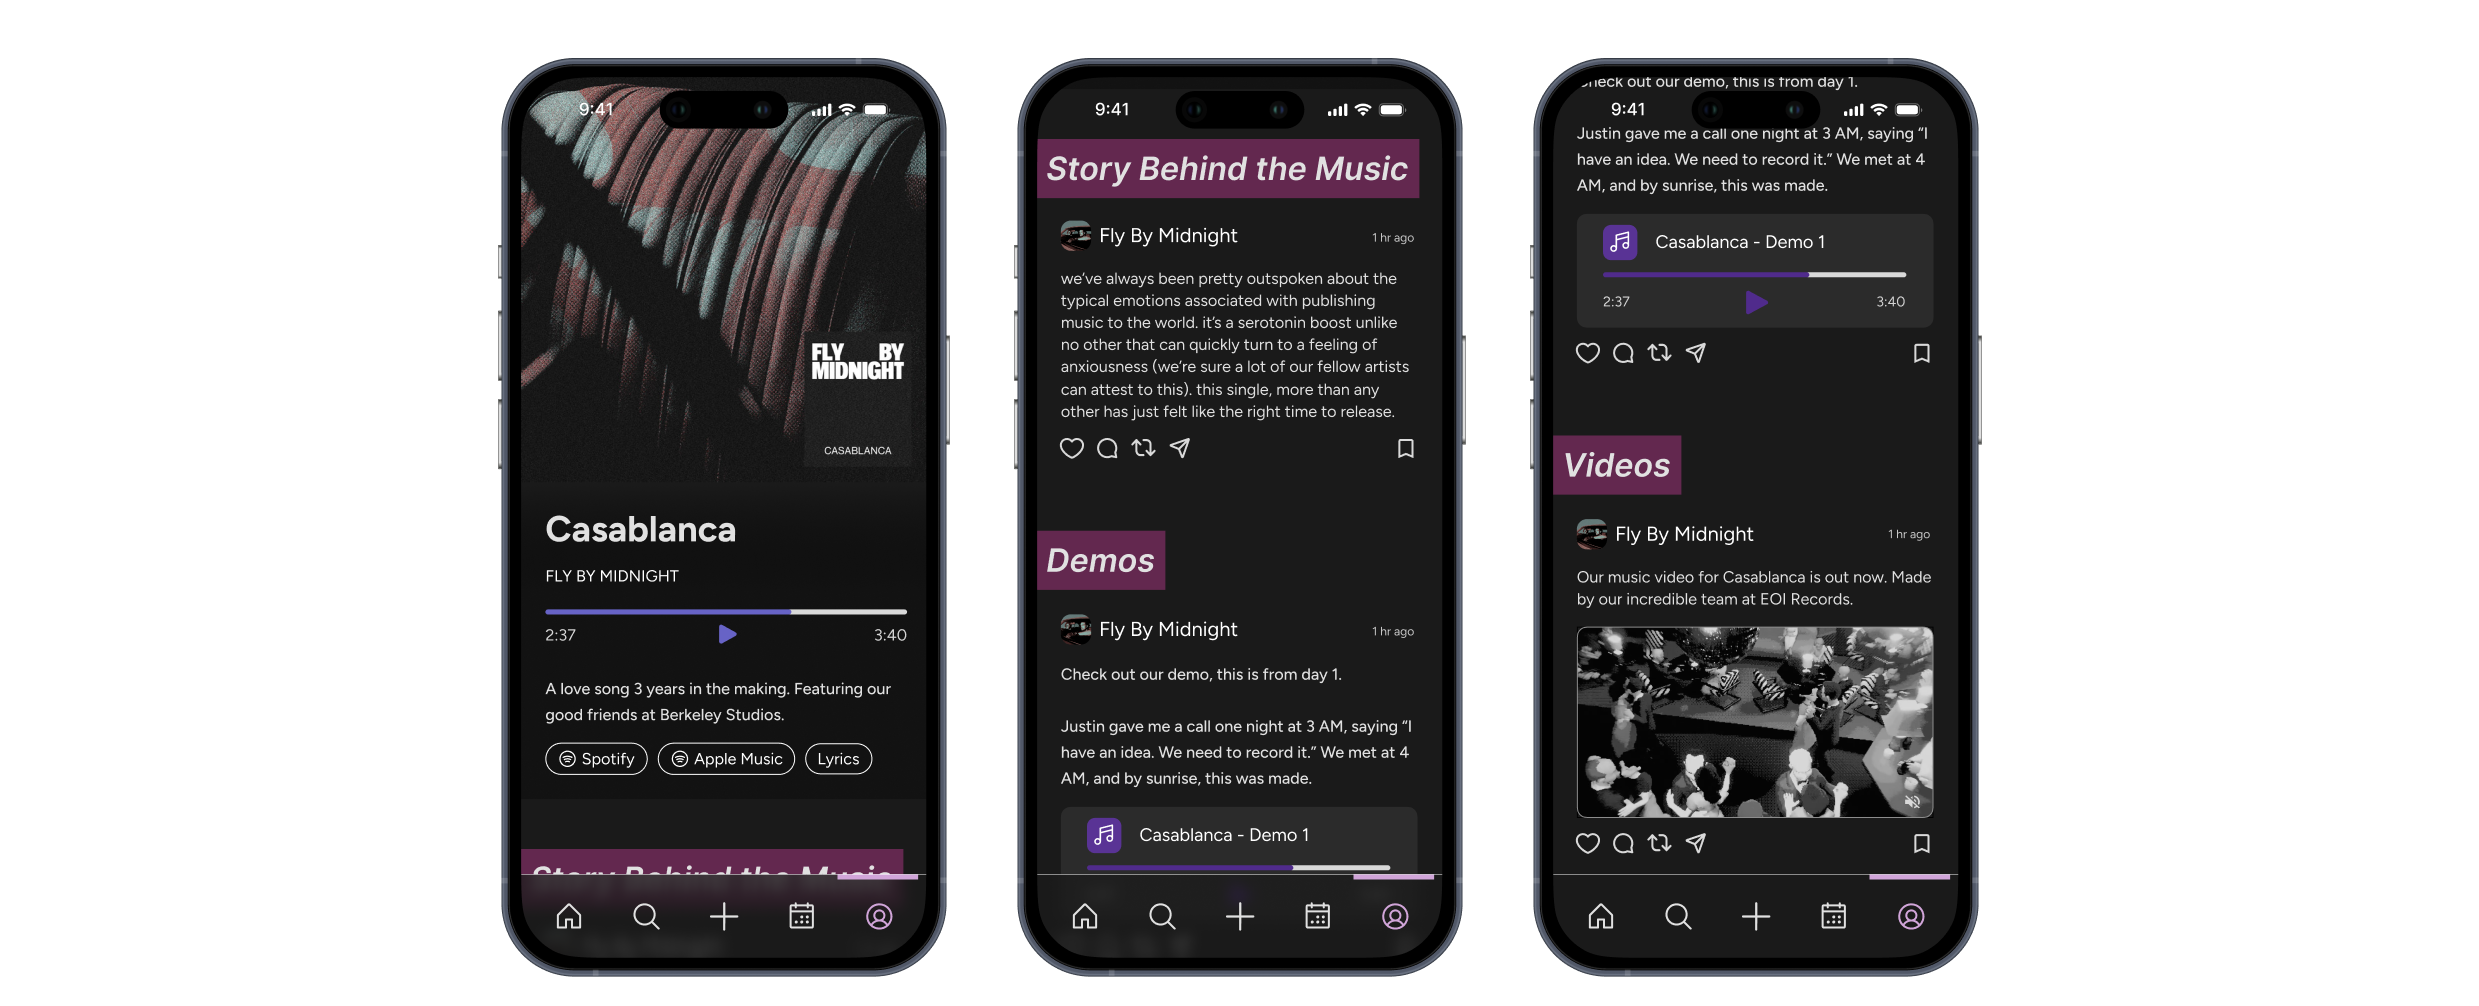 9:41
FLY BY
MIDNIGHT
CASABLANCA
Casablanca
FLY BY MIDNIGHT
2:37
3:40
A love song 3 years in the making. Featuring our
good friends at Berkeley Studios.
Spotify
Apple Music
Lyrics
Story Behind the Music
9:41
Story Behind the Music
Fly By Midnight
1 hr ago
we’ve always been pretty outspoken about the
typical emotions associated with publishing
music to the world. it’s a serotonin boost unlike
no other that can quickly turn to a feeling of
anxiousness (we’re sure a lot of our fellow artists
can attest to this). this single, more than any
other has just felt like the right time to release.
Demos
Fly By Midnight
1 hr ago
Check out our demo, this is from day 1.
Justin gave me a call one night at 3 AM, saying “I
have an idea. We need to record it.” We met at 4
AM, and by sunrise, this was made.
Casablanca - Demo 1
Check out our demo, this is from day 1.
9:41
Justin gave me a call one night at 3 AM, saying “I
have an idea. We need to record it.” We met at 4
AM, and by sunrise, this was made.
Casablanca - Demo 1
2:37
3:40
Videos
Fly By Midnight
1 hr ago
Our music video for Casablanca is out now. Made
by our incredible team at EOI Records.